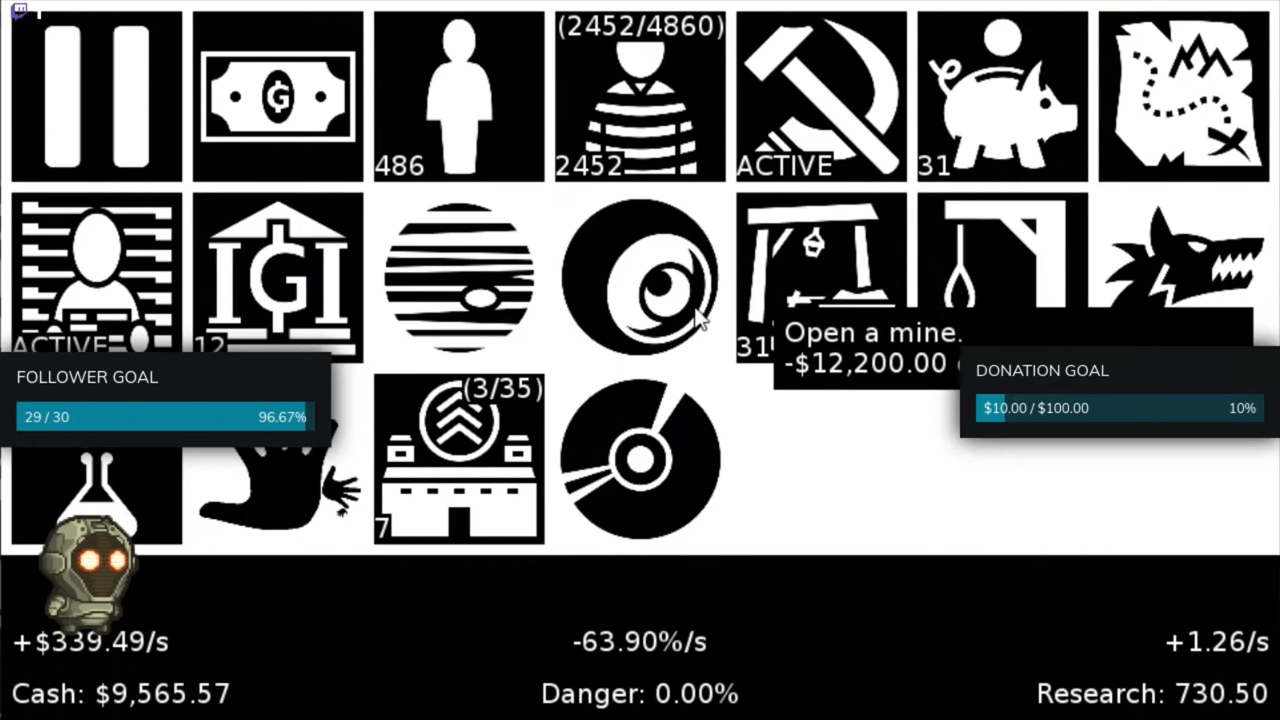 (2452/4860)
486
2452
ACTIVE
31
ACTIVE
12
31
Open a mine.
-$12,200.00
FOLLOWER GOAL
29 / 30
96.67%
DONATION GOAL
$10.00 / $100.00
10%
(3/35)
7
+$339.49/s
-63.90%/s
+1.26/s
Cash: $9,565.57
Danger: 0.00%
Research: 730.50